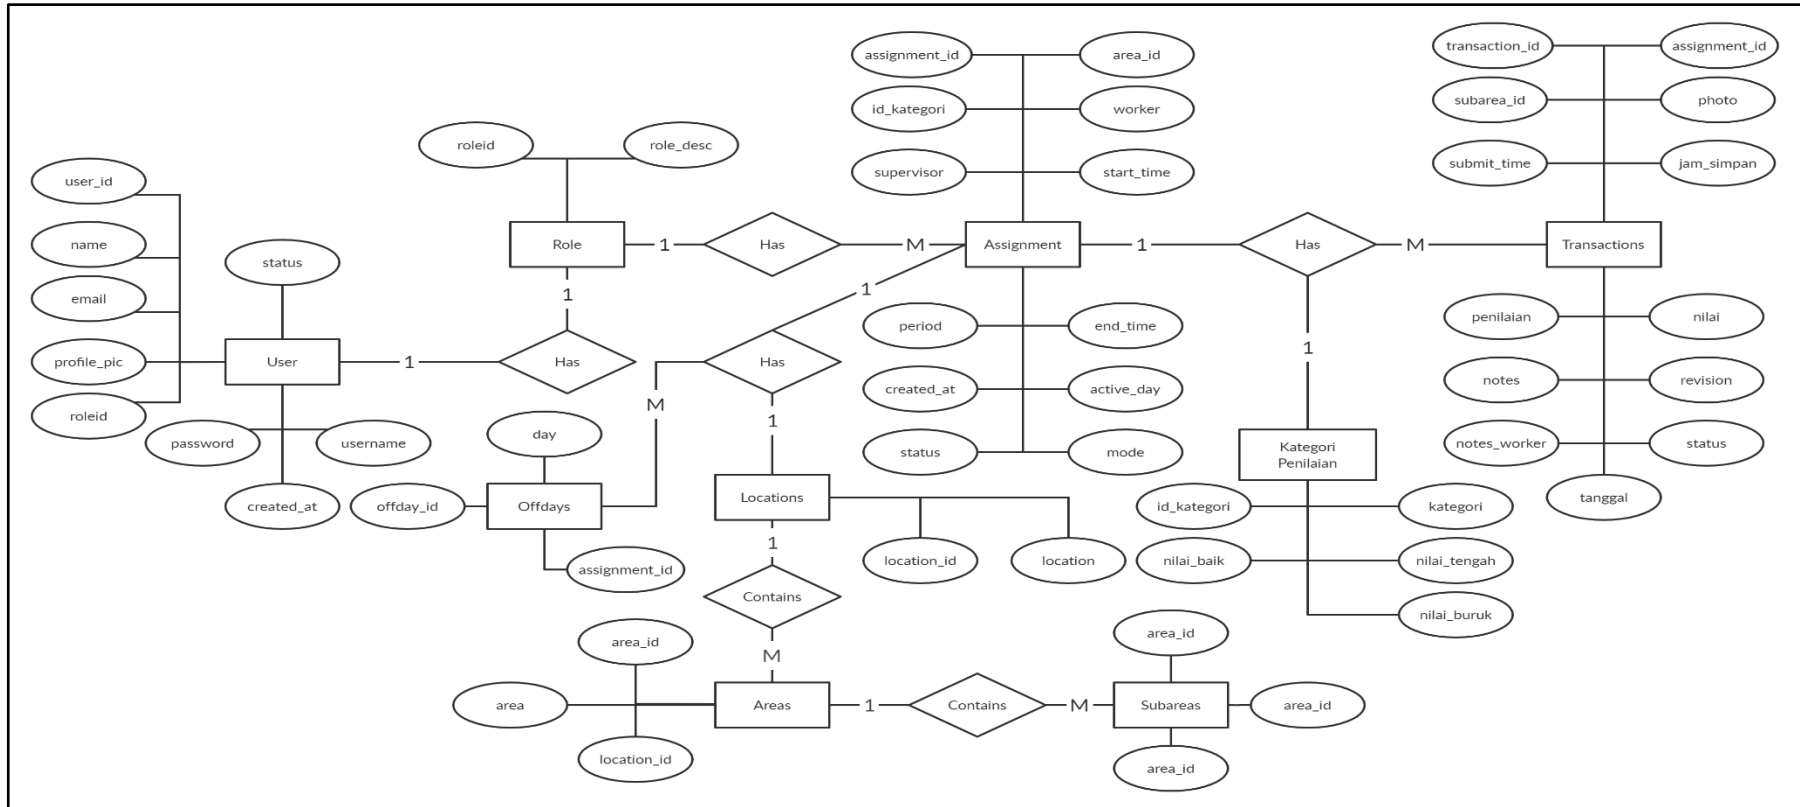 assignment_id
area_id
id_kategori
worker
supervisor
start_time
transaction_id
assignment_id
subarea_id
photo
submit_time
jam_simpan
roleid
role_desc
user_id
name
email
profile_pic
roleid
status
Role
1
Has
M
Assignment
1
Has
M
Transactions
1
1
User
1
Has
Has
M
1
1
period
end_time
created_at
active_day
status
mode
penilaian
nilai
notes
revision
notes_worker
status
tanggal
password
username
created_at
day
offday_id
Offdays
assignment_id
Locations
location_id
location
1
Contains
M
Kategori
Penilaian
id_kategori
kategori
nilai_baik
nilai_tengah
nilai_buruk
area_id
area
location_id
Areas
1
Contains
M
Subareas
area_id
area_id
area_id